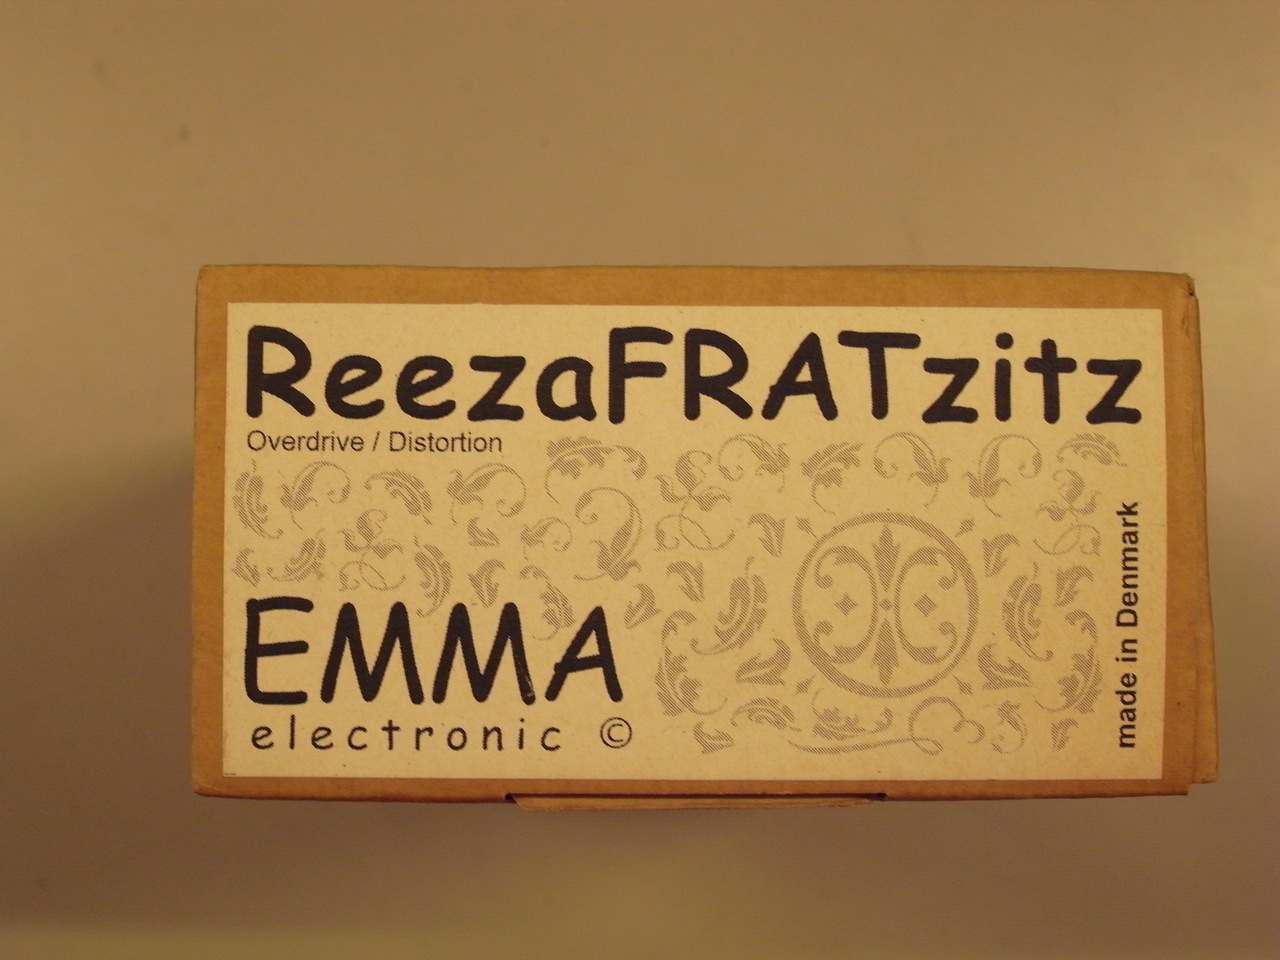 ReezaFRATzitz
Overdrive / Distortion
EMMA
electronic ©
made in Denmark